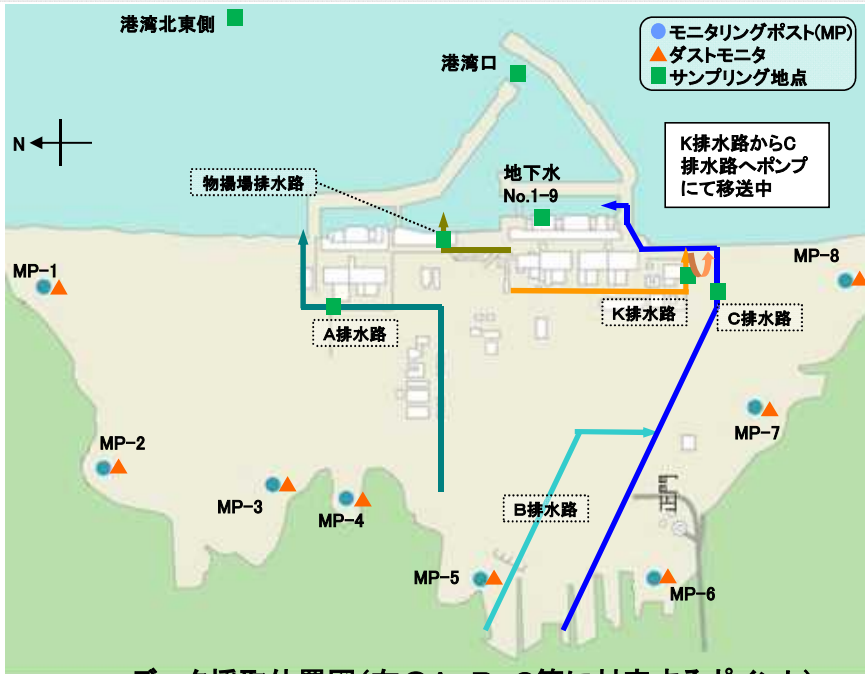 港湾北東側
モニタリングポスト(MP)
ダストモニタ
サンプリング地点
港湾口
N
K排水路からC
排水路へポンプ
にて移送中
物揚場排水路
地下水
No.1-9
MP-1
MP-8
A排水路
K排水路
C排水路
MP-7
MP-2
MP-3
MP-4
正門
B排水路
MP-5
MP-6